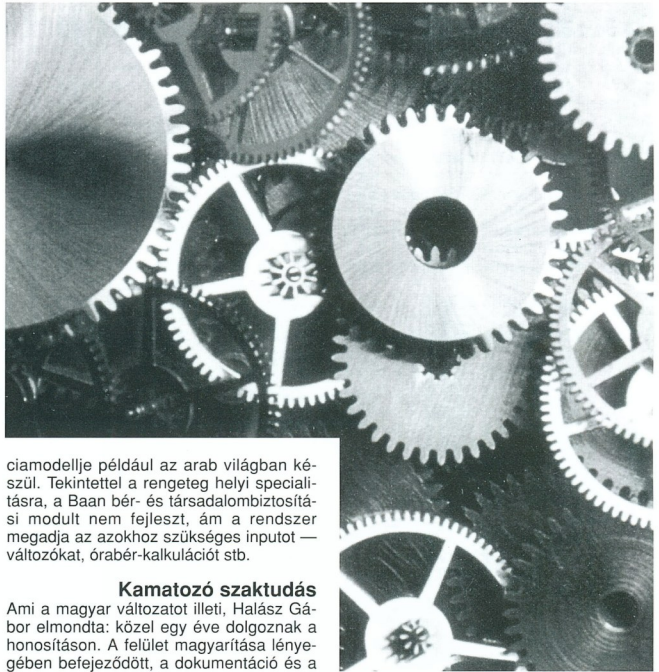 ciamodellje például az arab világban ké-
szül. Tekintettel a rengeteg helyi speciali-
tásra, a Baan bér- és társadalombiztosítá-
si modult nem fejleszt, ám a rendszer
megadja az azokhoz szükséges inputot —
változókat, órabér-kalkulációt stb.
Kamatozó szaktudás
Ami a magyar változatot illeti, Halász Gá-
bor elmondta: közel egy éve dolgoznak a
honosításon. A felület magyarítása lénye-
gében befejeződött, a dokumentáció és a